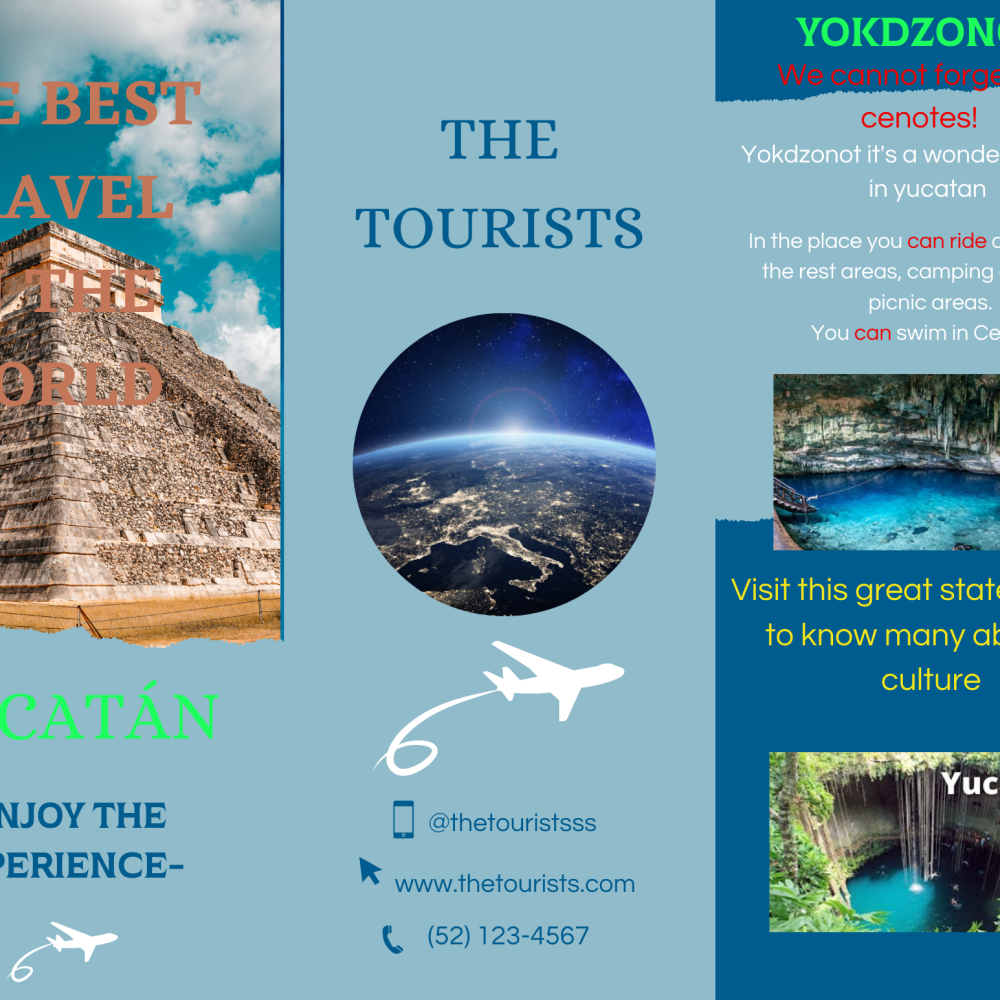 E BEST
AVEL
THE
ORLD
CATÁN
NJOY THE
PERIENCE-
THE
TOURISTS
@thetouristsss
www.thetourists.com
(52) 123-4567
YOKDZONO
We cannot forge
cenotes!
Yokdzonot it's a wonde
in yucatan
In the place you can ride
the rest areas, camping
picnic areas.
You can swim in Ce
Visit this great state
to know many ab
culture
Yuc